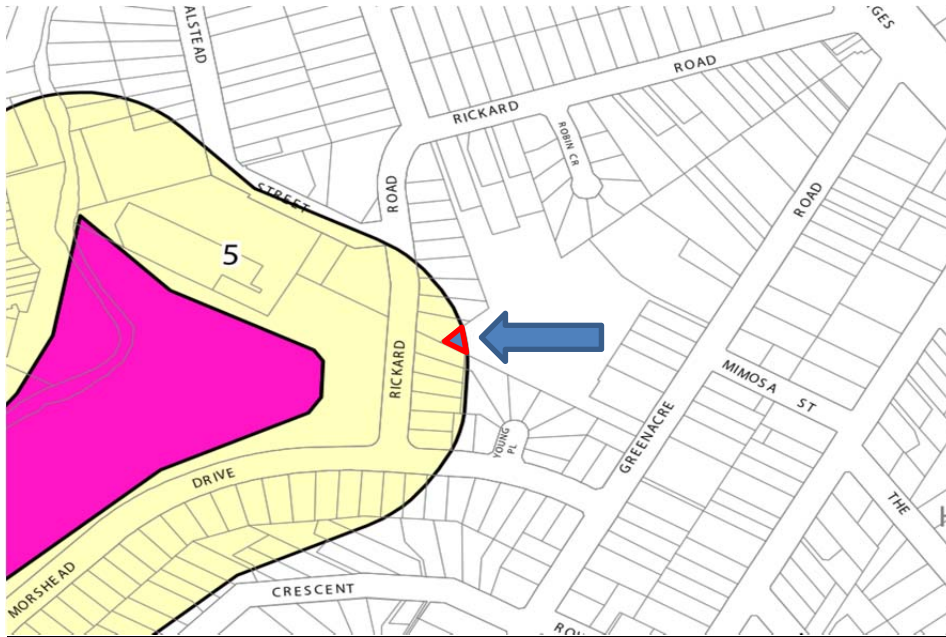 ALSTEAD
GES
ROAD
RICKARD
ROBIN CR
STREET
ROAD
ROAD
5
RICKARD
MIMOSA ST
GREENACRE
YOUNG PL
DRIVE
THE
MORSHEAD
CRESCENT
ROW
H